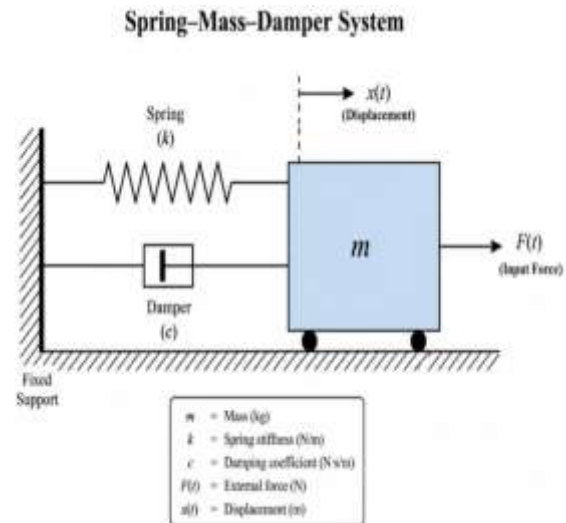 Spring–Mass–Damper System
x(t)
(Displacement)
Spring
(k)
m
F(t)
(Input Force)
Damper
(c)
Fixed
Support
m = Mass (kg)
k = Spring stiffness (N/m)
c = Damping coefficient (N s/m)
F(t) = External force (N)
x(t) = Displacement (m)